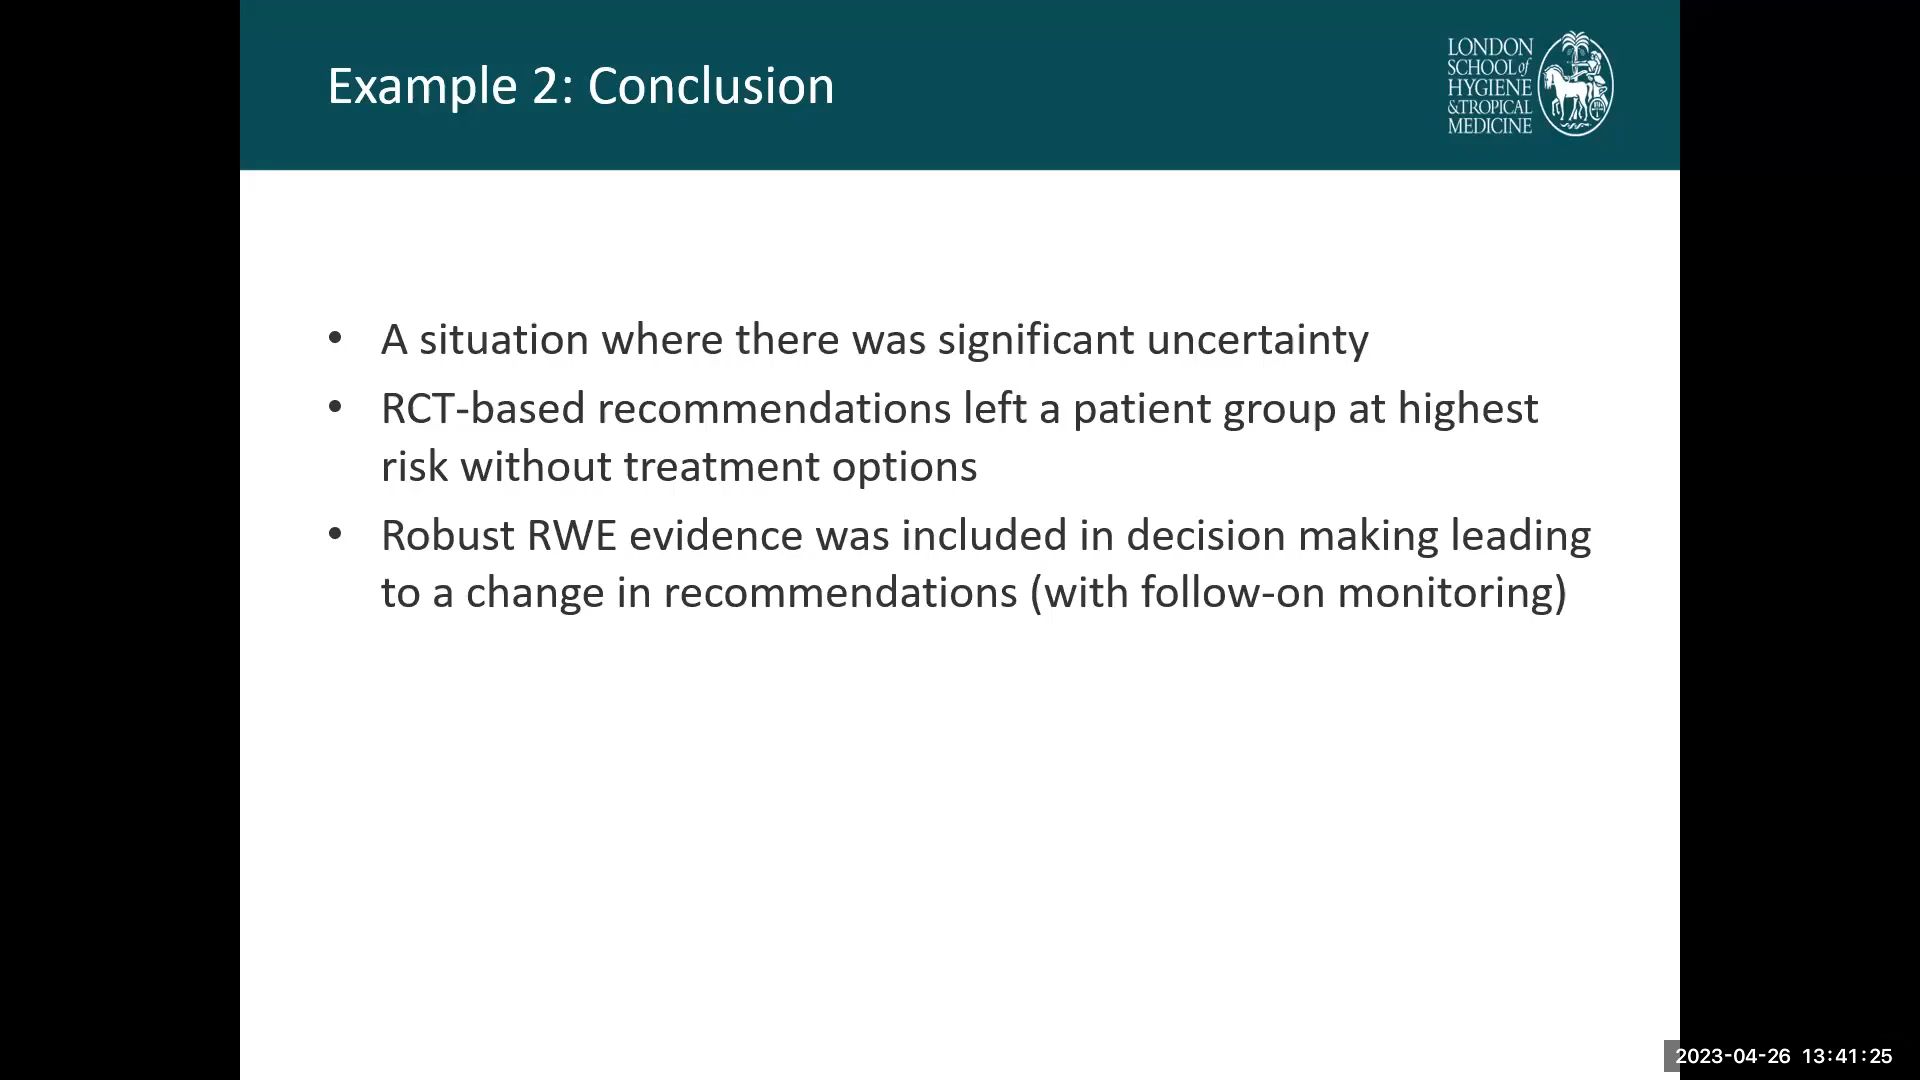 Example 2: Conclusion
LONDON
SCHOOL of
HYGIENE
&TROPICAL
MEDICINE
• A situation where there was significant uncertainty
• RCT-based recommendations left a patient group at highest
risk without treatment options
• Robust RWE evidence was included in decision making leading
to a change in recommendations (with follow-on monitoring)
2023-04-26 13:41:25